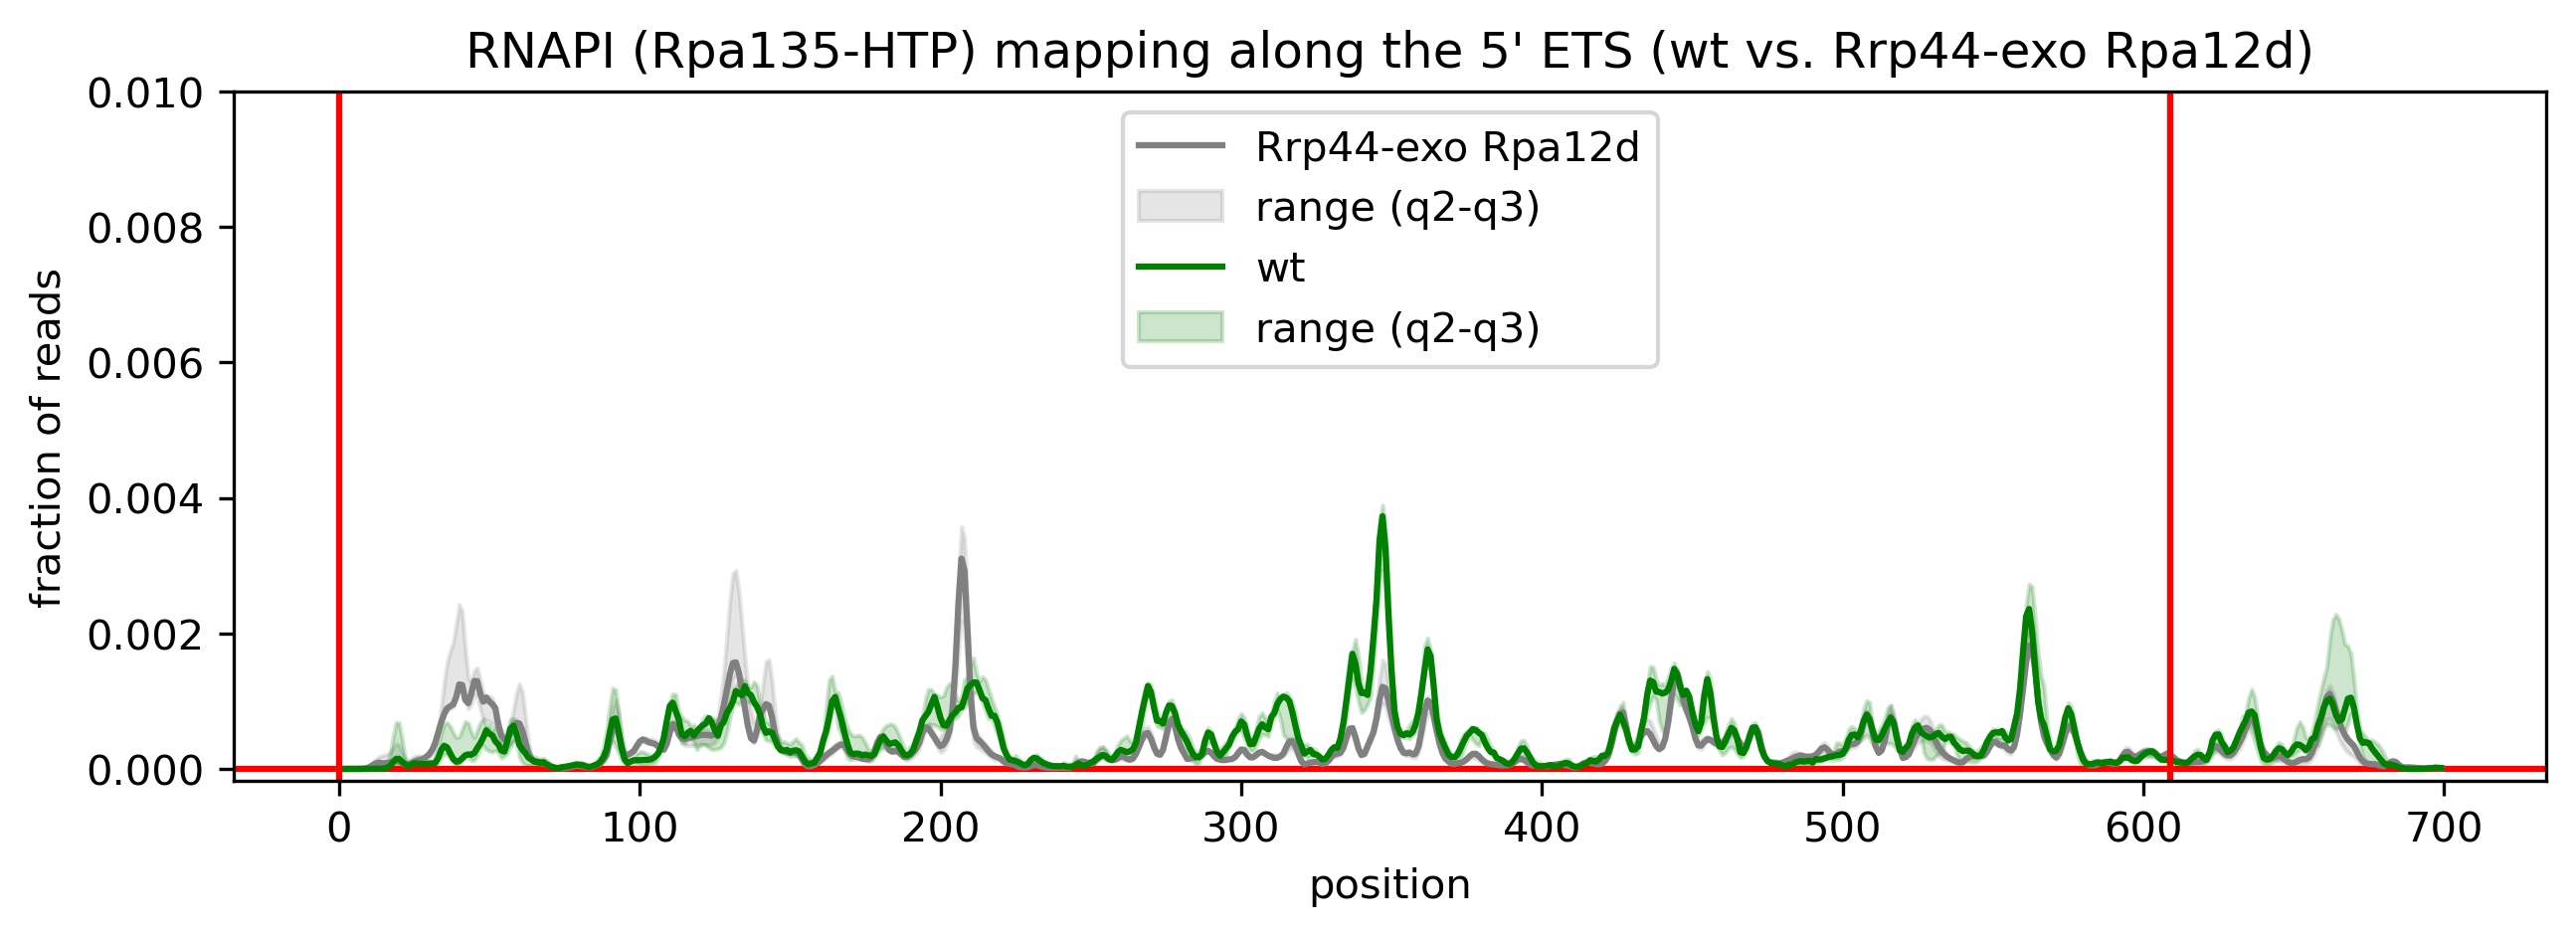 RNAPI (Rpa135-HTP) mapping along the 5' ETS (wt vs. Rrp44-exo Rpa12d)
0.010
0.008
0.006
0.004
0.002
0.000
fraction of reads
Rrp44-exo Rpa12d
range (q2-q3)
wt
range (q2-q3)
0 100 200 300 400 500 600 700
position